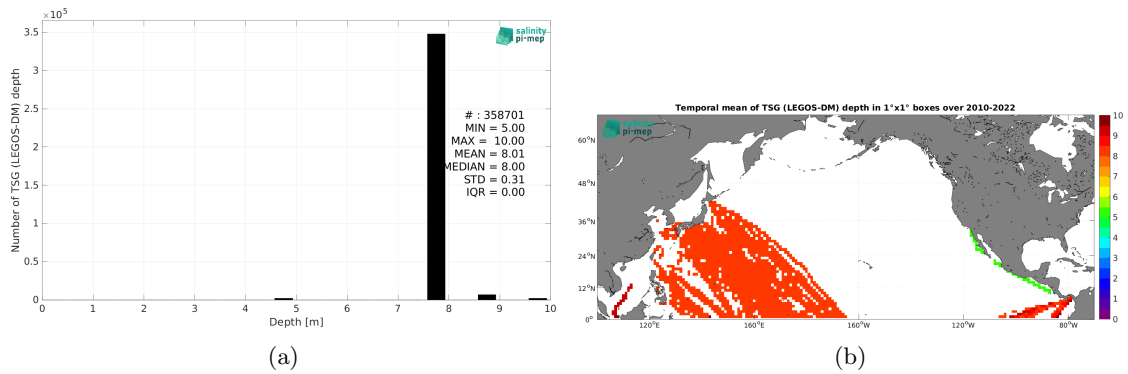 ×10⁵
3.5
3
2.5
2
1.5
1
0.5
0
Number of TSG (LEGOS-DM) depth
salinity
pi-mep
# : 358701
MIN = 5.00
MAX = 10.00
MEAN = 8.01
MEDIAN = 8.00
STD = 0.31
IQR = 0.00
0 1 2 3 4 5 6 7 8 9 10
Depth [m]
(a)
Temporal mean of TSG (LEGOS-DM) depth in 1°x1° boxes over 2010-2022
salinity
pi-mep
60°N
48°N
36°N
24°N
12°N
0°
120°E 160°E 160°W 120°W 80°W
10
9
8
7
6
5
4
3
2
1
0
(b)